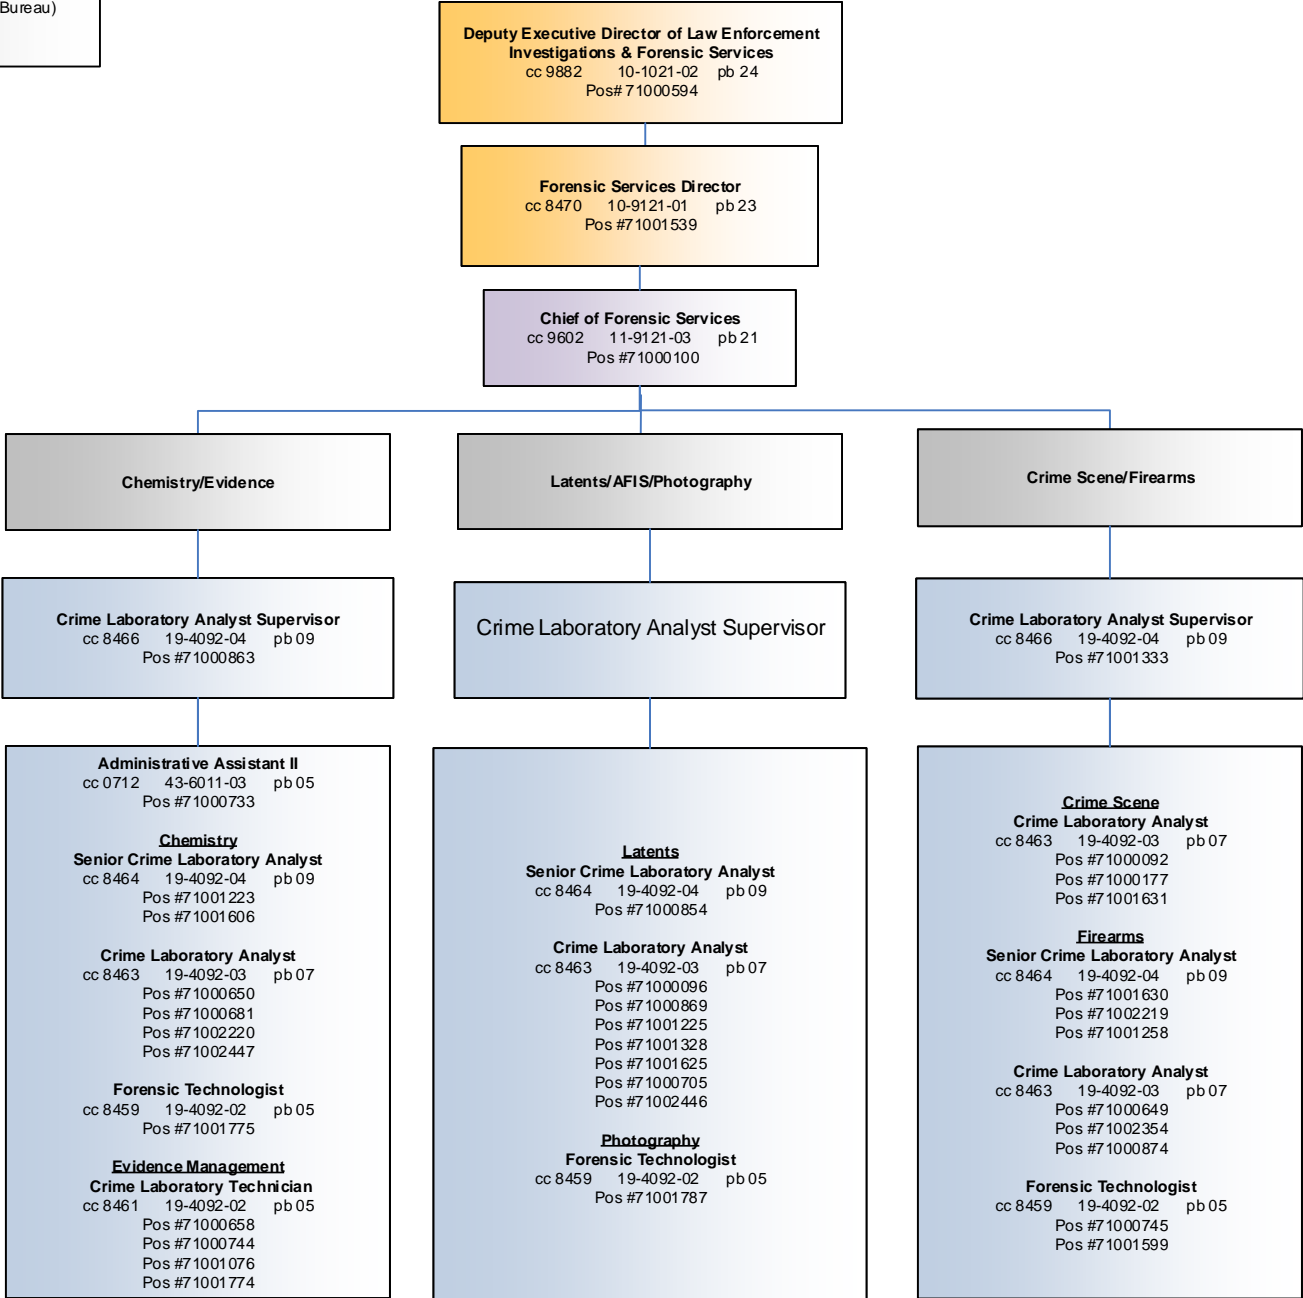 Bureau)
Deputy Executive Director of Law Enforcement
Investigations & Forensic Services
cc 9882 10-1021-02 pb 24
Pos# 71000594
Forensic Services Director
cc 8470 10-9121-01 pb 23
Pos #71001539
Chief of Forensic Services
cc 9602 11-9121-03 pb 21
Pos #71000100
Chemistry/Evidence
Latents/AFIS/Photography
Crime Scene/Firearms
Crime Laboratory Analyst Supervisor
cc 8466 19-4092-04 pb 09
Pos #71000863
Crime Laboratory Analyst Supervisor
Crime Laboratory Analyst Supervisor
cc 8466 19-4092-04 pb 09
Pos #71001333
Administrative Assistant II
cc 0712 43-6011-03 pb 05
Pos #71000733
Chemistry
Senior Crime Laboratory Analyst
cc 8464 19-4092-04 pb 09
Pos #71001223
Pos #71001606
Crime Laboratory Analyst
cc 8463 19-4092-03 pb 07
Pos #71000650
Pos #71000681
Pos #71002220
Pos #71002447
Forensic Technologist
cc 8459 19-4092-02 pb 05
Pos #71001775
Evidence Management
Crime Laboratory Technician
cc 8461 19-4092-02 pb 05
Pos #71000658
Pos #71000744
Pos #71001076
Pos #71001774
Latents
Senior Crime Laboratory Analyst
cc 8464 19-4092-04 pb 09
Pos #71000854
Crime Laboratory Analyst
cc 8463 19-4092-03 pb 07
Pos #71000096
Pos #71000869
Pos #71001225
Pos #71001328
Pos #71001625
Pos #71000705
Pos #71002446
Photography
Forensic Technologist
cc 8459 19-4092-02 pb 05
Pos #71001787
Crime Scene
Crime Laboratory Analyst
cc 8463 19-4092-03 pb 07
Pos #71000092
Pos #71000177
Pos #71001631
Firearms
Senior Crime Laboratory Analyst
cc 8464 19-4092-04 pb 09
Pos #71001630
Pos #71002219
Pos #71001258
Crime Laboratory Analyst
cc 8463 19-4092-03 pb 07
Pos #71000649
Pos #71002354
Pos #71000874
Forensic Technologist
cc 8459 19-4092-02 pb 05
Pos #71000745
Pos #71001599